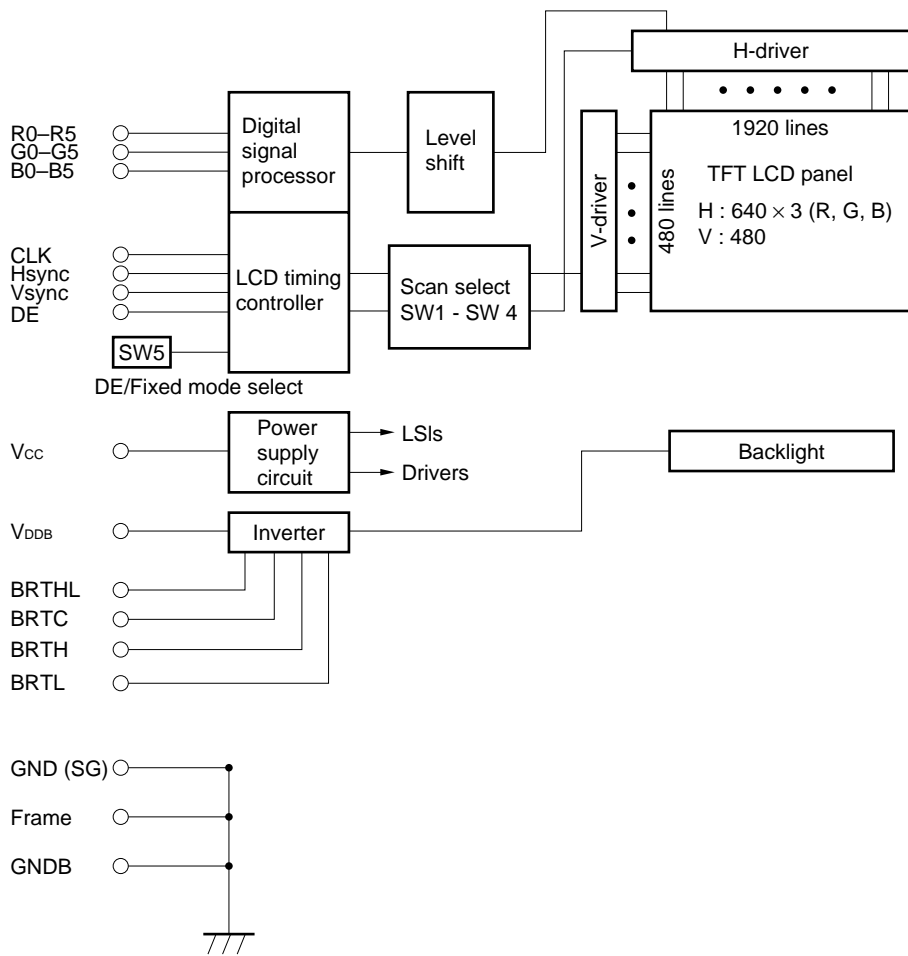 H-driver
R0–R5
G0–G5
B0–B5
Digital
signal
processor
Level
shift
V-driver
480 lines
1920 lines
TFT LCD panel
H : 640 × 3 (R, G, B)
V : 480
CLK
Hsync
Vsync
DE
LCD timing
controller
Scan select
SW1 - SW 4
SW5
DE/Fixed mode select
VCC
Power
supply
circuit
LSIs
Drivers
Backlight
VDDB
Inverter
BRTHL
BRTC
BRTH
BRTL
GND (SG)
Frame
GNDB